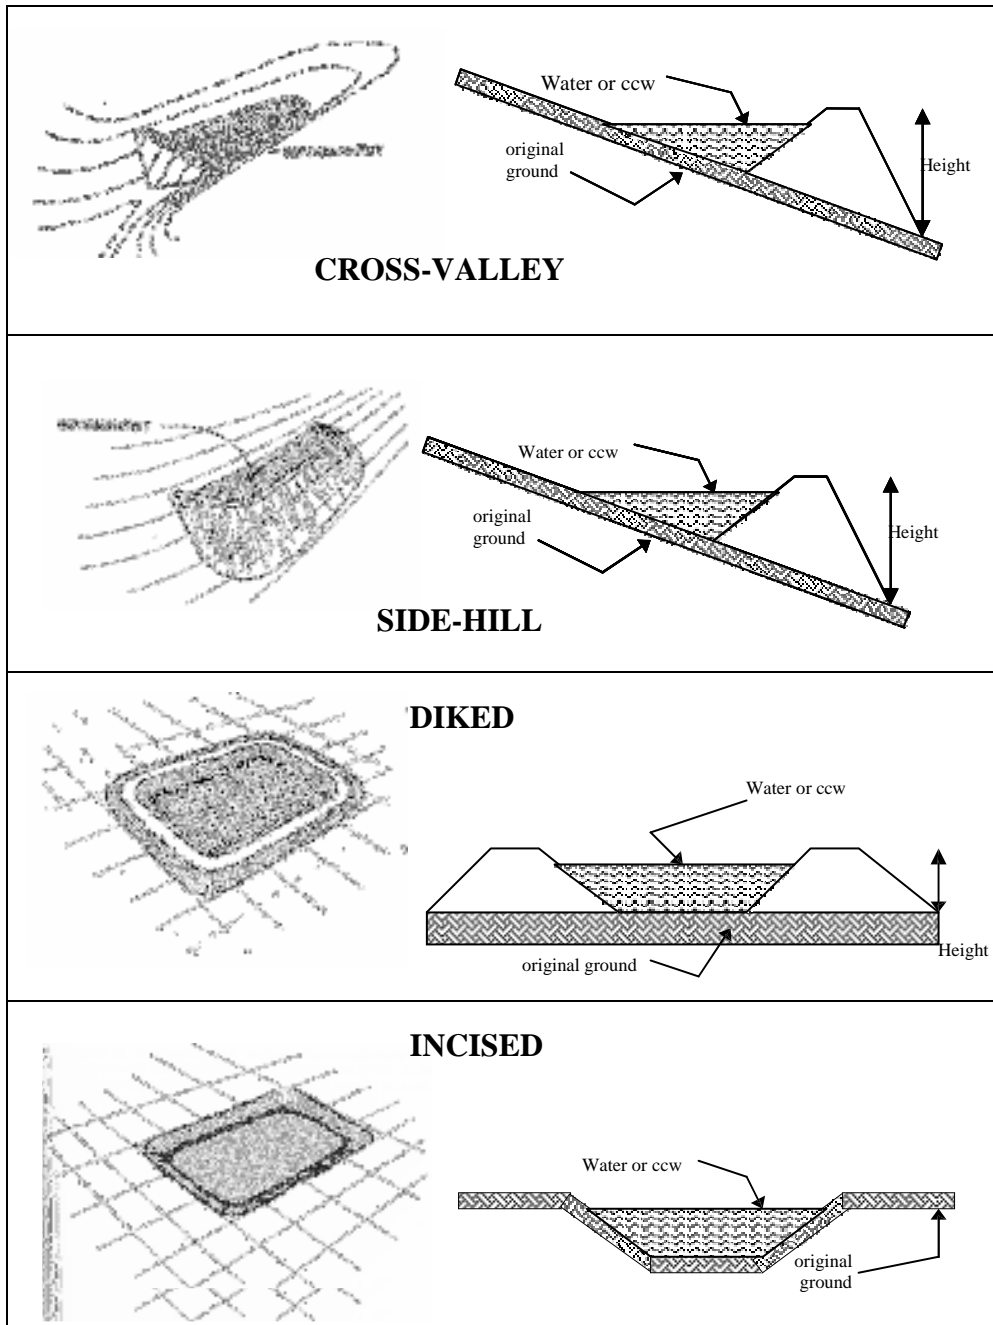 Water or ccw
original
ground
Height
CROSS-VALLEY
Water or ccw
original
ground
Height
SIDE-HILL
DIKED
Water or ccw
original ground
Height
INCISED
Water or ccw
original
ground